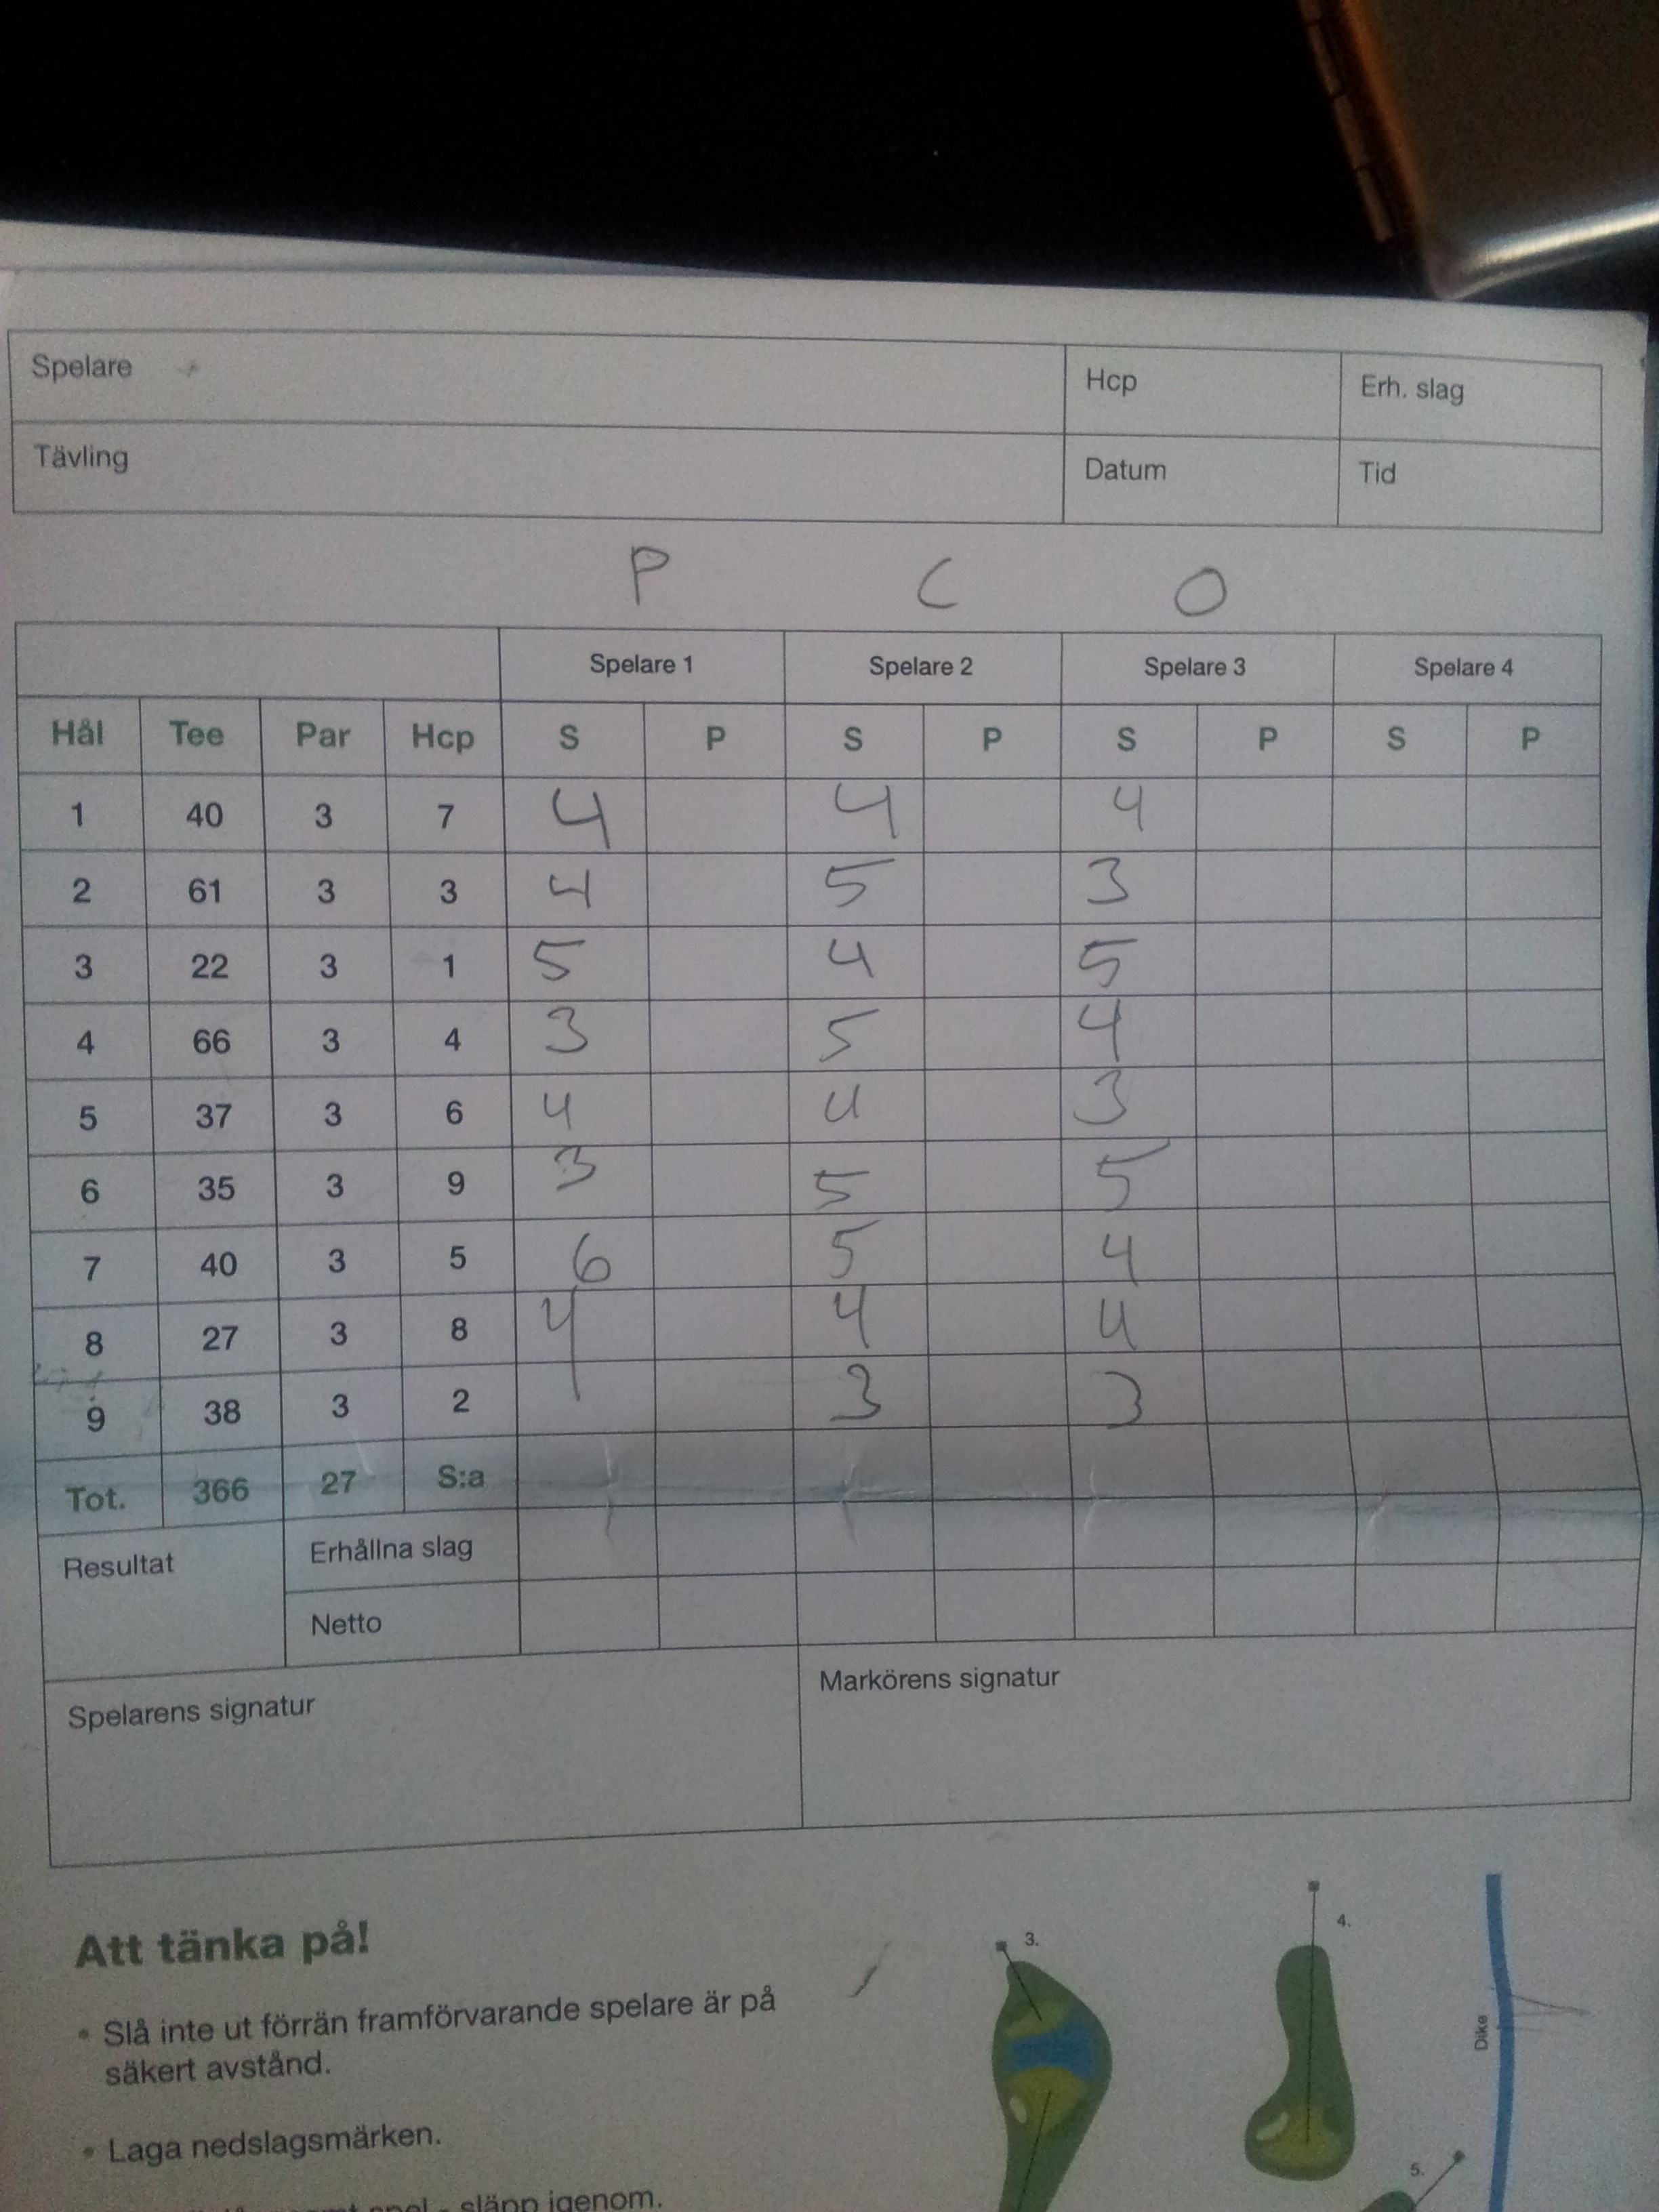 Spelare Hcp Erh. slag
Tävling Datum Tid
P C O
Spelare 1 Spelare 2 Spelare 3 Spelare 4
Hål Tee Par Hcp S P S P S P S P
1 40 3 7 4 4 4
2 61 3 3 4 5 3
3 22 3 1 5 4 5
4 66 3 4 3 5 4
5 37 3 6 4 4 3
6 35 3 9 3 5 5
7 40 3 5 6 5 4
8 27 3 8 4 4 4
9 38 3 2 3 3
Tot. 366 27 S:a
Resultat Erhållna slag
Netto
Spelarens signatur Markörens signatur
Att tänka på!
• Slå inte ut förrän framförvarande spelare är på
säkert avstånd.
• Laga nedslagsmärken.
spel - släpp igenom.
3.
4.
Dike
5.